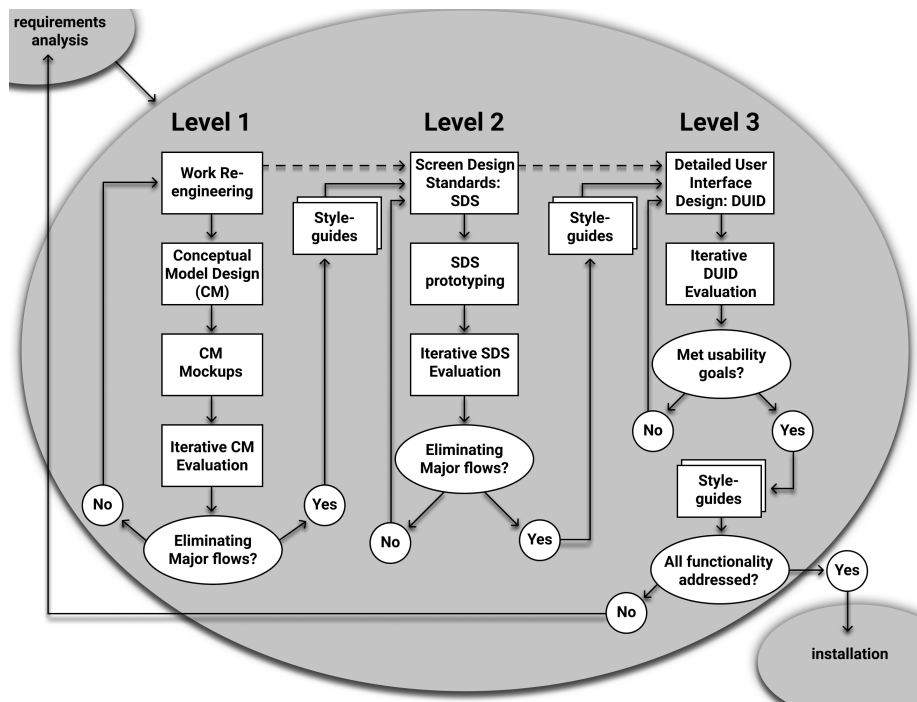 requirements
analysis
Level 1
Work Re-
engineering
Conceptual
Model Design
(CM)
CM
Mockups
Iterative CM
Evaluation
Eliminating
Major flows?
No
Yes
Style-
guides
Level 2
Screen Design
Standards:
SDS
SDS
prototyping
Iterative SDS
Evaluation
Eliminating
Major flows?
No
Yes
Style-
guides
Level 3
Detailed User
Interface
Design: DUID
Iterative
DUID
Evaluation
Met usability
goals?
No
Yes
Style-
guides
All functionality
addressed?
No
Yes
installation